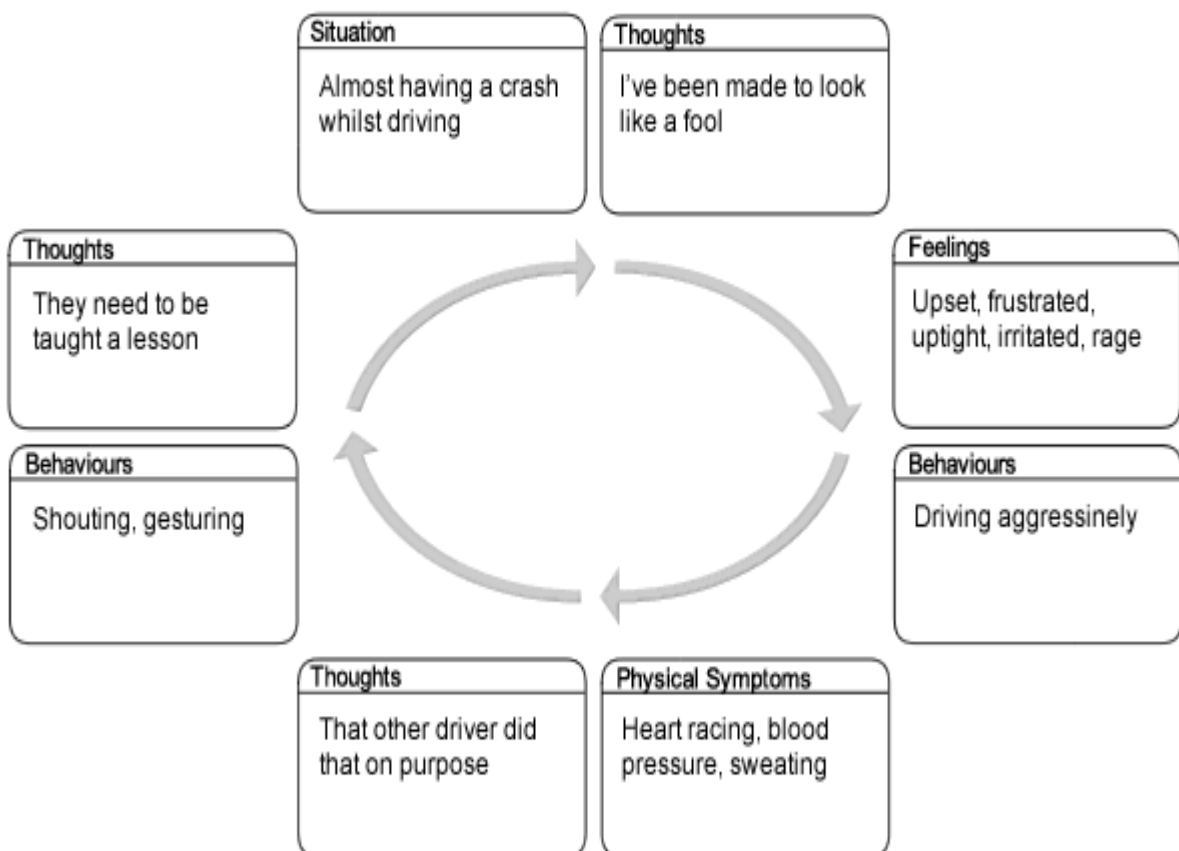 Situation
Almost having a crash
whilst driving
Thoughts
I've been made to look
like a fool
Feelings
Upset, frustrated,
uptight, irritated, rage
Behaviours
Driving aggressinely
Physical Symptoms
Heart racing, blood
pressure, sweating
Thoughts
That other driver did
that on purpose
Behaviours
Shouting, gesturing
Thoughts
They need to be
taught a lesson